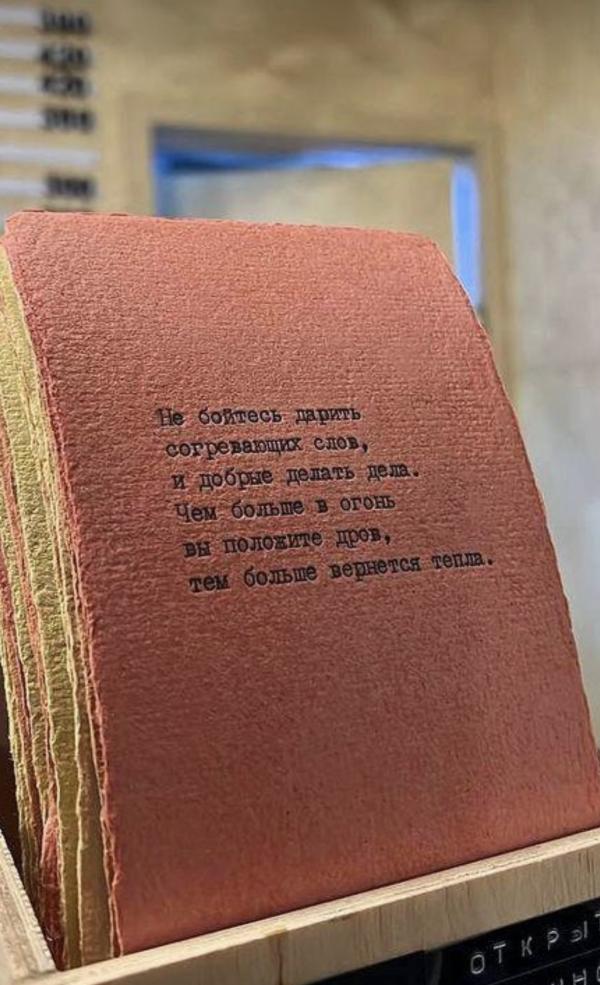 Не бойтесь дарить
согревающих слов,
и добрые делать дела.
Чем больше в огонь
вы положите дров,
тем больше вернется тепла.